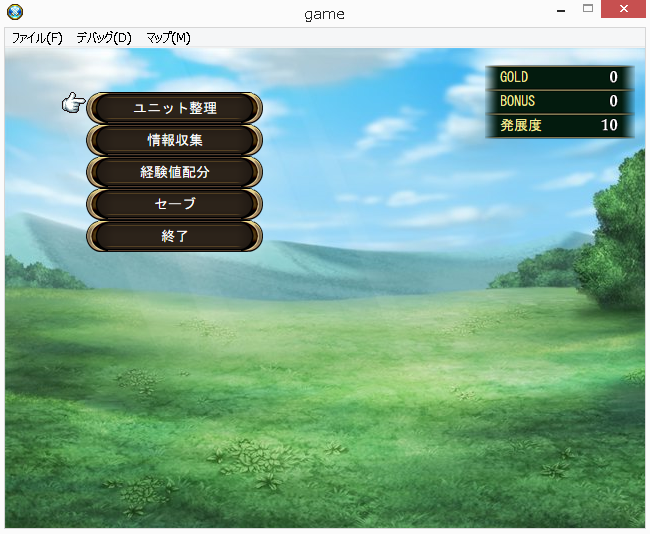 game
ファイル(F) デバッグ(D) マップ(M)
GOLD 0
BONUS 0
発展度 10
ユニット整理
情報収集
経験値配分
セーブ
終了